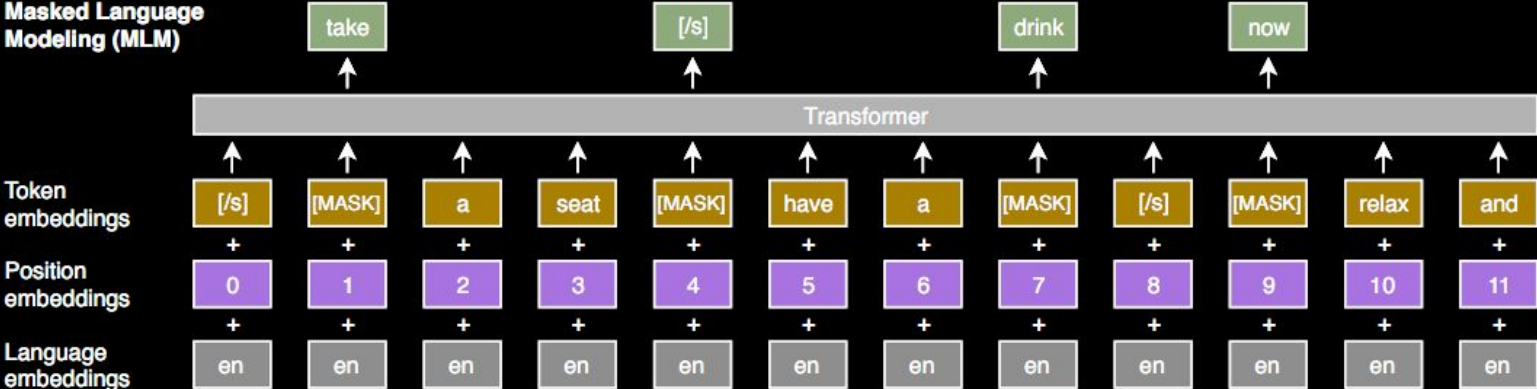 Masked Language
Modeling (MLM)
take [/s] drink now
Transformer
Token
embeddings
[/s] [MASK] a seat [MASK] have a [MASK] [/s] [MASK] relax and
+ + + + + + + + + + + +
Position
embeddings
0 1 2 3 4 5 6 7 8 9 10 11
+ + + + + + + + + + + +
Language
embeddings
en en en en en en en en en en en en